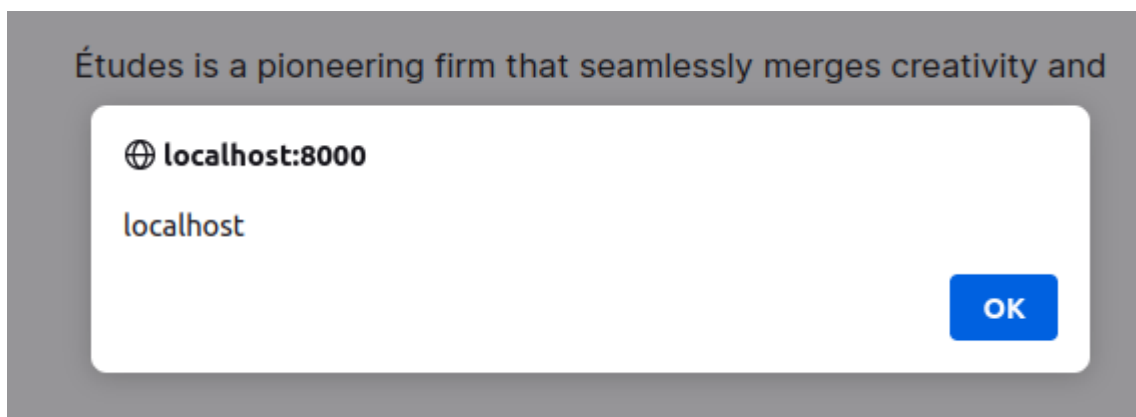 Études is a pioneering firm that seamlessly merges creativity and
localhost:8000
localhost
OK